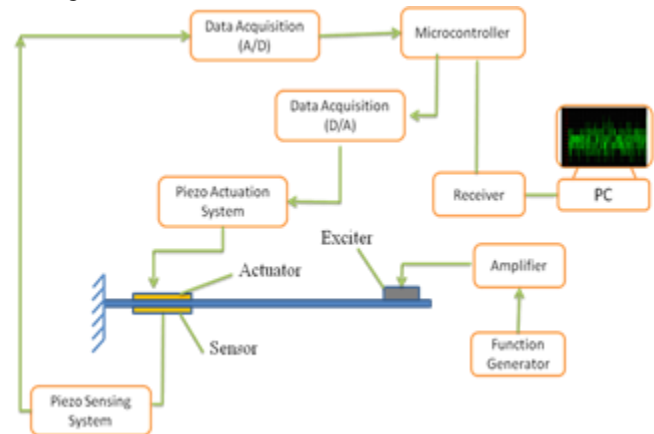 Data Acquisition
(A/D)
Microcontroller
Data Acquisition
(D/A)
Piezo Actuation
System
Receiver
PC
Exciter
Amplifier
Actuator
Sensor
Function
Generator
Piezo Sensing
System